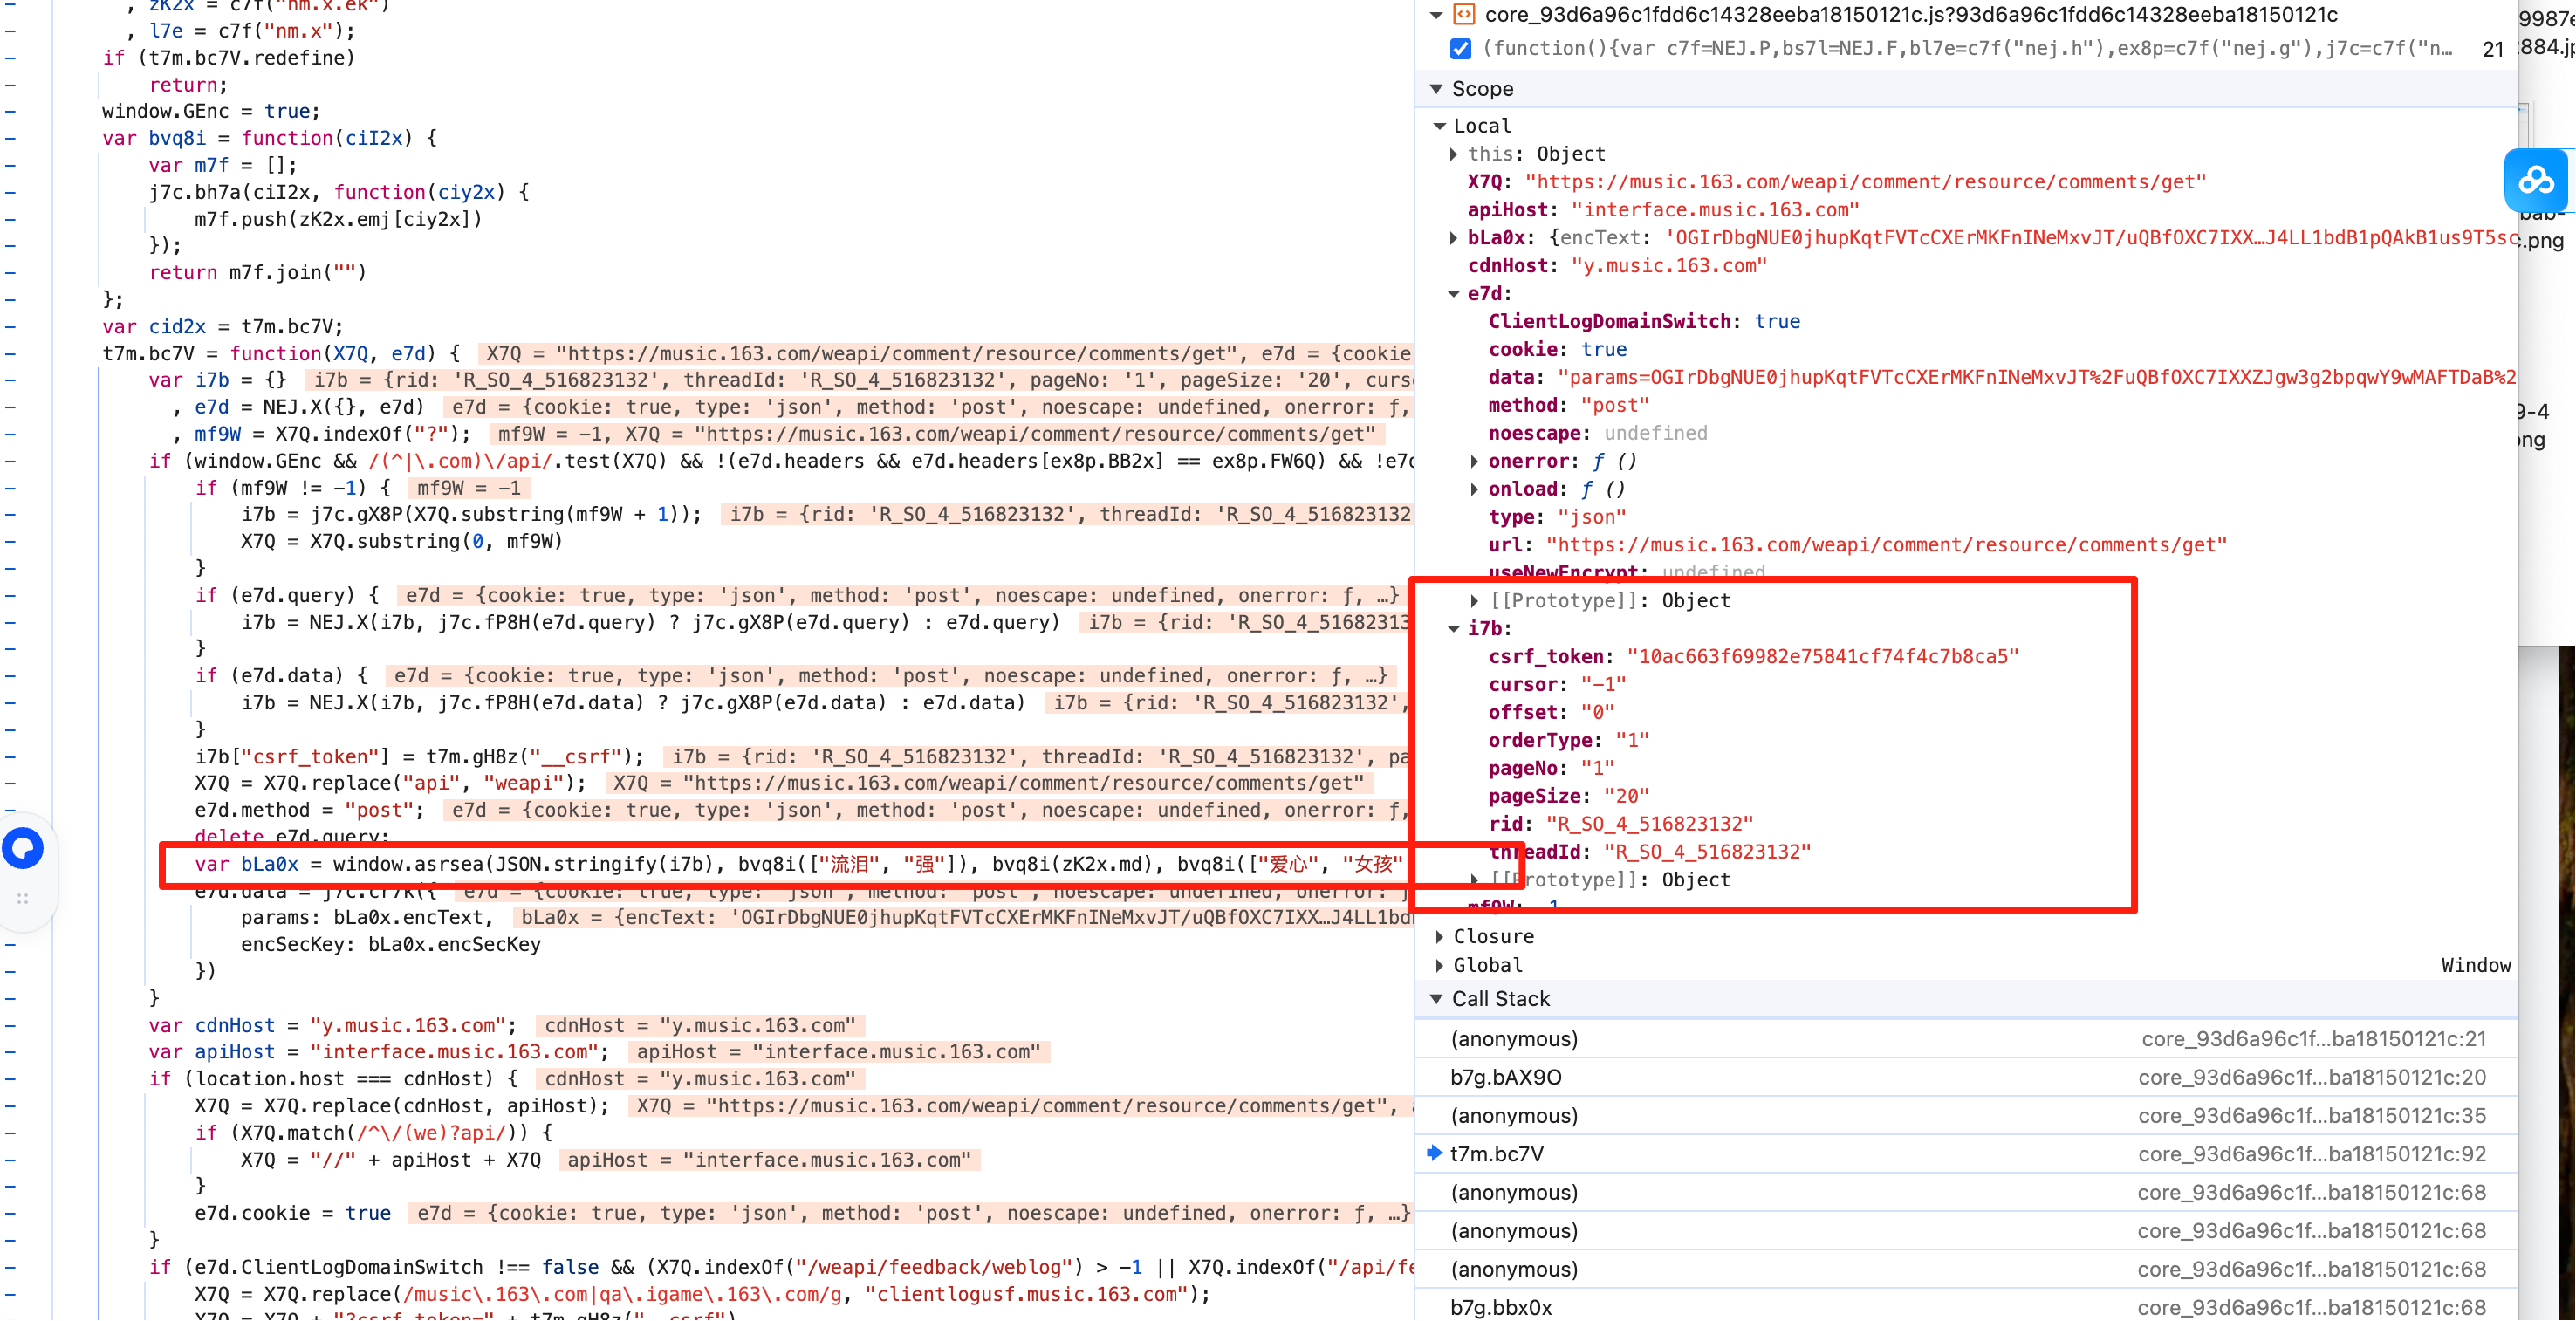 , zK2x = c7f("nm.x.ek")
, l7e = c7f("nm.x");
if (t7m.bc7V.redefine)
return;
window.GEnc = true;
var bvq8i = function(ciI2x) {
var m7f = [];
j7c.bh7a(ciI2x, function(ciy2x) {
m7f.push(zK2x.emj[ciy2x])
});
return m7f.join("")
};
var cid2x = t7m.bc7V;
t7m.bc7V = function(X7Q, e7d) { X7Q = "https://music.163.com/weapi/comment/resource/comments/get", e7d = {cookie
var i7b = {} i7b = {rid: 'R_SO_4_516823132', threadId: 'R_SO_4_516823132', pageNo: '1', pageSize: '20', curs
, e7d = NEJ.X({}, e7d) e7d = {cookie: true, type: 'json', method: 'post', noescape: undefined, onerror: ƒ,
, mf9W = X7Q.indexOf("?"); mf9W = -1, X7Q = "https://music.163.com/weapi/comment/resource/comments/get"
if (window.GEnc && /(^|\.com)\/api/.test(X7Q) && !(e7d.headers && e7d.headers[ex8p.BB2x] == ex8p.FW6Q) && !e7d
if (mf9W != -1) { mf9W = -1
i7b = j7c.gX8P(X7Q.substring(mf9W + 1)); i7b = {rid: 'R_SO_4_516823132', threadId: 'R_SO_4_516823132
X7Q = X7Q.substring(0, mf9W)
}
if (e7d.query) { e7d = {cookie: true, type: 'json', method: 'post', noescape: undefined, onerror: ƒ, …}
i7b = NEJ.X(i7b, j7c.fP8H(e7d.query) ? j7c.gX8P(e7d.query) : e7d.query) i7b = {rid: 'R_SO_4_51682313
}
if (e7d.data) { e7d = {cookie: true, type: 'json', method: 'post', noescape: undefined, onerror: ƒ, …}
i7b = NEJ.X(i7b, j7c.fP8H(e7d.data) ? j7c.gX8P(e7d.data) : e7d.data) i7b = {rid: 'R_SO_4_516823132',
}
i7b["csrf_token"] = t7m.gH8z("__csrf"); i7b = {rid: 'R_SO_4_516823132', threadId: 'R_SO_4_516823132', pa
X7Q = X7Q.replace("api", "weapi"); X7Q = "https://music.163.com/weapi/comment/resource/comments/get"
e7d.method = "post"; e7d = {cookie: true, type: 'json', method: 'post', noescape: undefined, onerror: ƒ,
delete e7d.query;
var bLa0x = window.asrsea(JSON.stringify(i7b), bvq8i(["流泪", "强"]), bvq8i(zK2x.md), bvq8i(["爱心", "女孩"
e7d.data = j7c.cr7k({ e7d = {cookie: true, type: 'json', method: 'post', noescape: undefined, onerror: ƒ
params: bLa0x.encText, bLa0x = {encText: 'OGIrDbgNUE0jhupKqtFVTcCXErMKFnINeMxvJT/uQBfOXC7IXX…J4LL1bd
encSecKey: bLa0x.encSecKey
})
}
var cdnHost = "y.music.163.com"; cdnHost = "y.music.163.com"
var apiHost = "interface.music.163.com"; apiHost = "interface.music.163.com"
if (location.host === cdnHost) { cdnHost = "y.music.163.com"
X7Q = X7Q.replace(cdnHost, apiHost); X7Q = "https://music.163.com/weapi/comment/resource/comments/get",
if (X7Q.match(/^\/(we)?api/)) {
X7Q = "//" + apiHost + X7Q apiHost = "interface.music.163.com"
}
e7d.cookie = true e7d = {cookie: true, type: 'json', method: 'post', noescape: undefined, onerror: ƒ, …}
}
if (e7d.ClientLogDomainSwitch !== false && (X7Q.indexOf("/weapi/feedback/weblog") > -1 || X7Q.indexOf("/api/fe
X7Q = X7Q.replace(/music\.163\.com|qa\.igame\.163\.com/g, "clientlogusf.music.163.com");
X7Q = X7Q + "?csrf_token=" + t7m.gH8z("__csrf")
core_93d6a96c1fdd6c14328eeba18150121c.js?93d6a96c1fdd6c14328eeba18150121c
(function(){var c7f=NEJ.P,bs7l=NEJ.F,bl7e=c7f("nej.h"),ex8p=c7f("nej.g"),j7c=c7f("n… 21
Scope
Local
this: Object
X7Q: "https://music.163.com/weapi/comment/resource/comments/get"
apiHost: "interface.music.163.com"
bLa0x: {encText: 'OGIrDbgNUE0jhupKqtFVTcCXErMKFnINeMxvJT/uQBfOXC7IXX…J4LL1bdB1pQAkB1us9T5sc
cdnHost: "y.music.163.com"
e7d:
ClientLogDomainSwitch: true
cookie: true
data: "params=OGIrDbgNUE0jhupKqtFVTcCXErMKFnINeMxvJT%2FuQBfOXC7IXXZJgw3g2bpqwY9wMAFTDaB%2
method: "post"
noescape: undefined
onerror: ƒ ()
onload: ƒ ()
type: "json"
url: "https://music.163.com/weapi/comment/resource/comments/get"
useNewEncrypt: undefined
[[Prototype]]: Object
i7b:
csrf_token: "10ac663f69982e75841cf74f4c7b8ca5"
cursor: "-1"
offset: "0"
orderType: "1"
pageNo: "1"
pageSize: "20"
rid: "R_SO_4_516823132"
threadId: "R_SO_4_516823132"
[[Prototype]]: Object
mf9W: -1
Closure
Global Window
Call Stack
(anonymous) core_93d6a96c1f…ba18150121c:21
b7g.bAX9O core_93d6a96c1f…ba18150121c:20
(anonymous) core_93d6a96c1f…ba18150121c:35
t7m.bc7V core_93d6a96c1f…ba18150121c:92
(anonymous) core_93d6a96c1f…ba18150121c:68
(anonymous) core_93d6a96c1f…ba18150121c:68
(anonymous) core_93d6a96c1f…ba18150121c:68
b7g.bbx0x core_93d6a96c1f…ba18150121c:68
9987e
884.jp
bab-
c.png
9-4
png